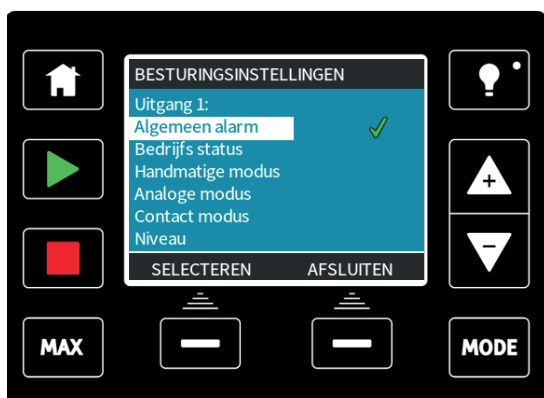 BESTURINGSINSTELLINGEN
Uitgang 1:
Algemeen alarm
Bedrijfs status
Handmatige modus
Analoge modus
Contact modus
Niveau
SELECTEREN AFSLUITEN
MAX
MODE